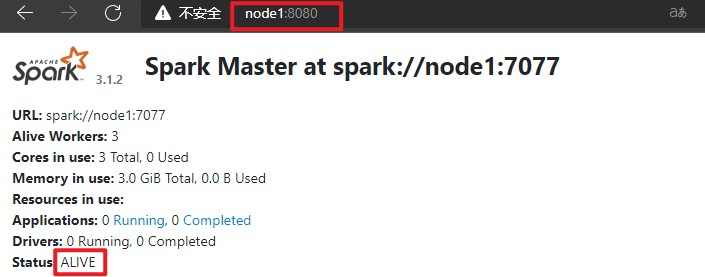 不安全 node1:8080 aあ
APACHE
Spark 3.1.2 Spark Master at spark://node1:7077
URL: spark://node1:7077
Alive Workers: 3
Cores in use: 3 Total, 0 Used
Memory in use: 3.0 GiB Total, 0.0 B Used
Resources in use:
Applications: 0 Running, 0 Completed
Drivers: 0 Running, 0 Completed
Status: ALIVE